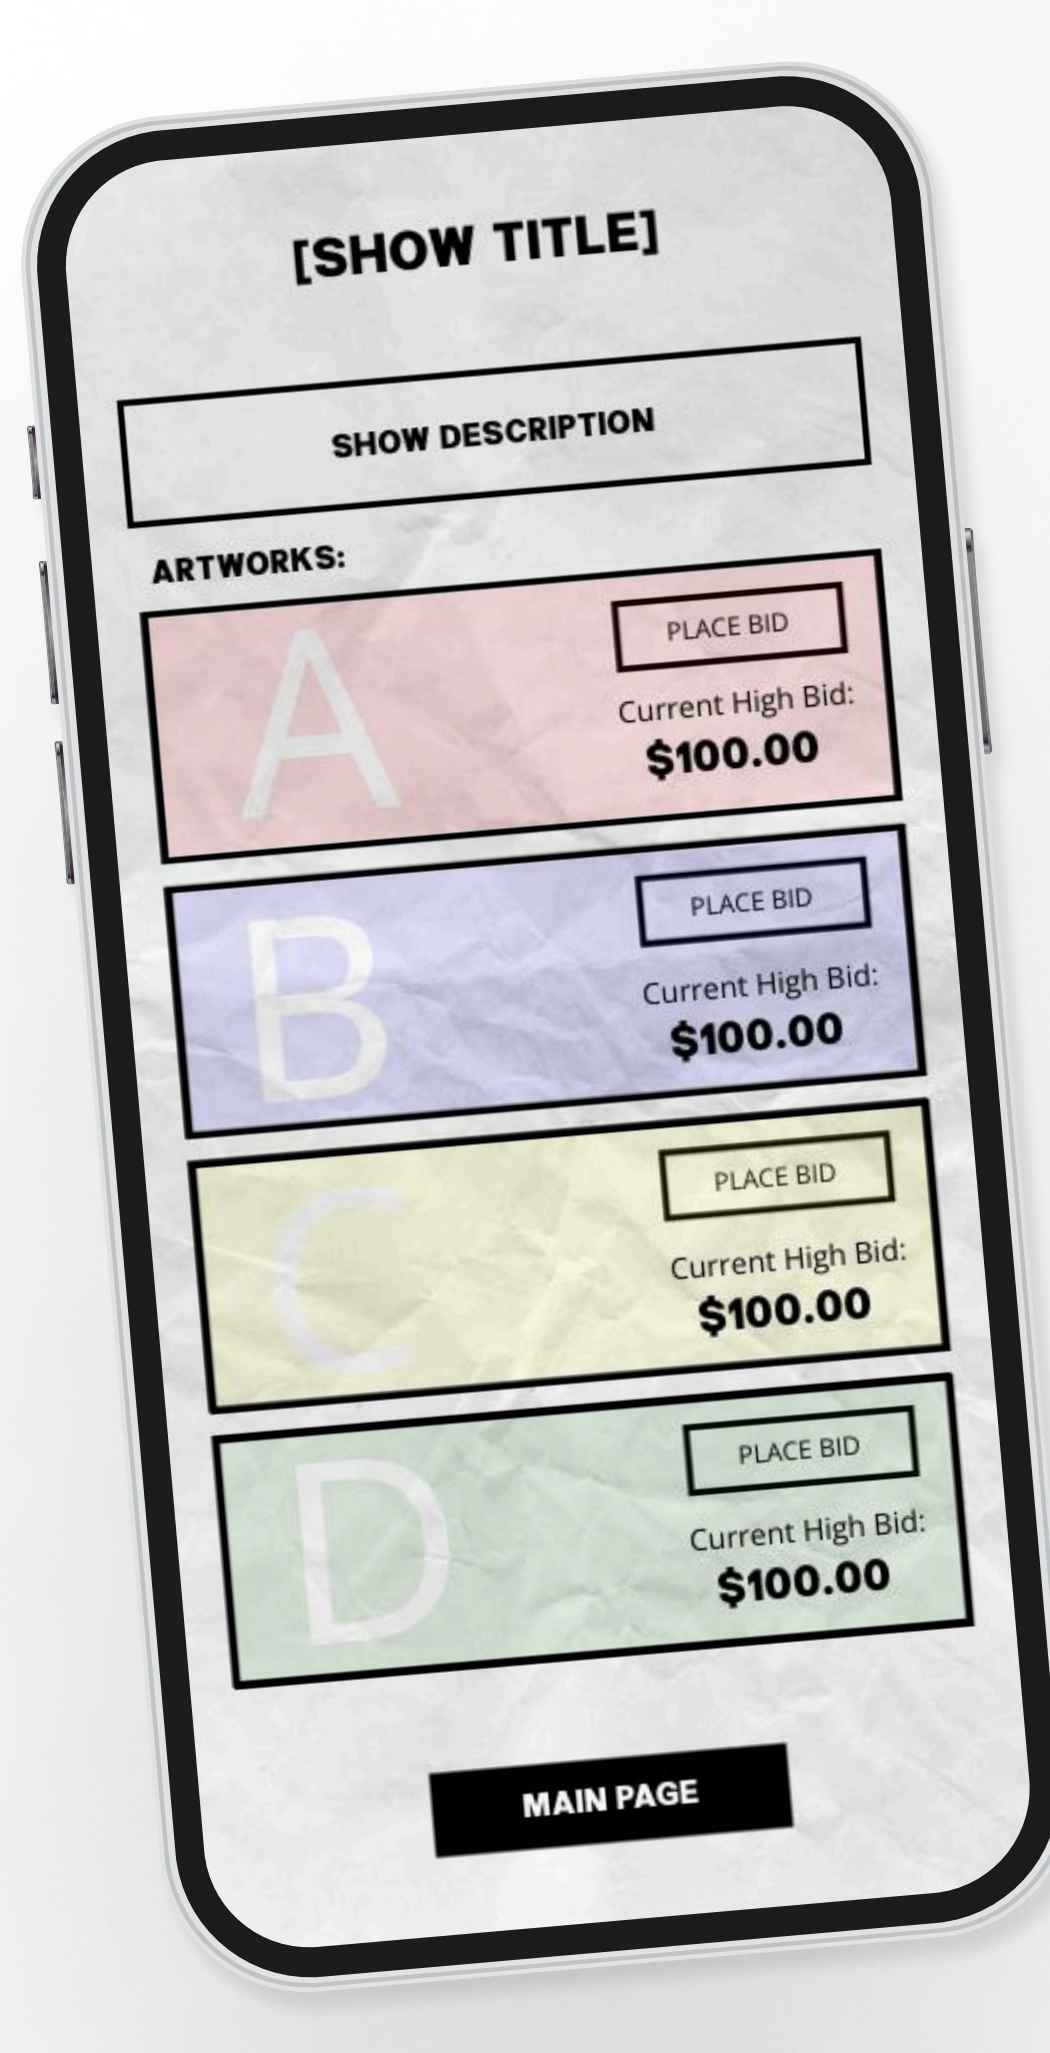 [SHOW TITLE]
SHOW DESCRIPTION
ARTWORKS:
A
PLACE BID
Current High Bid:
$100.00
B
PLACE BID
Current High Bid:
$100.00
C
PLACE BID
Current High Bid:
$100.00
D
PLACE BID
Current High Bid:
$100.00
MAIN PAGE